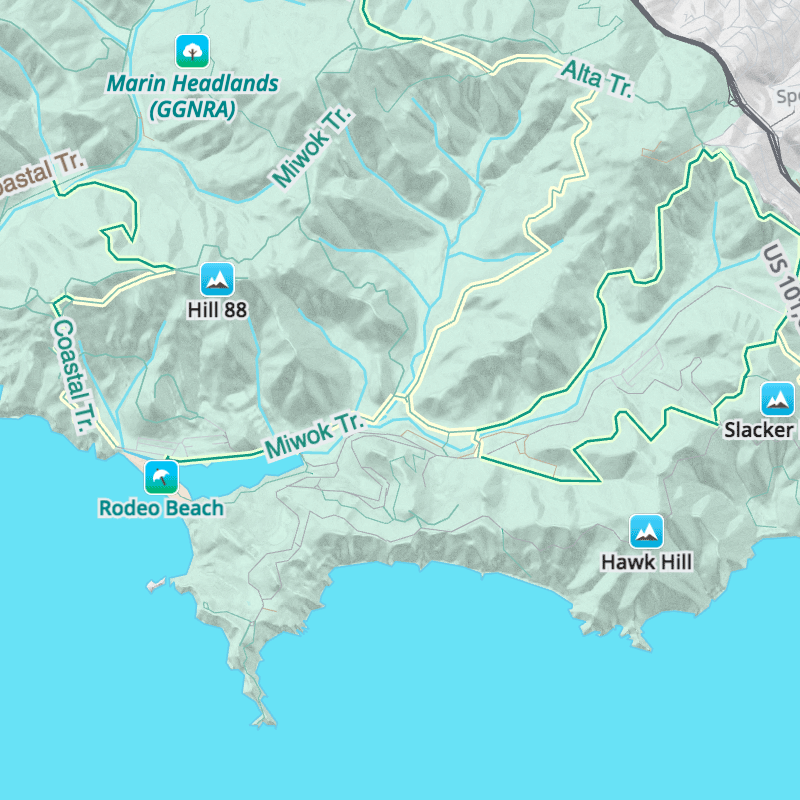 Alta Tr.
Marin Headlands
(GGNRA)
Miwok Tr.
Coastal Tr.
US 101;
Hill 88
Coastal Tr.
Slacker
Miwok Tr.
Rodeo Beach
Hawk Hill